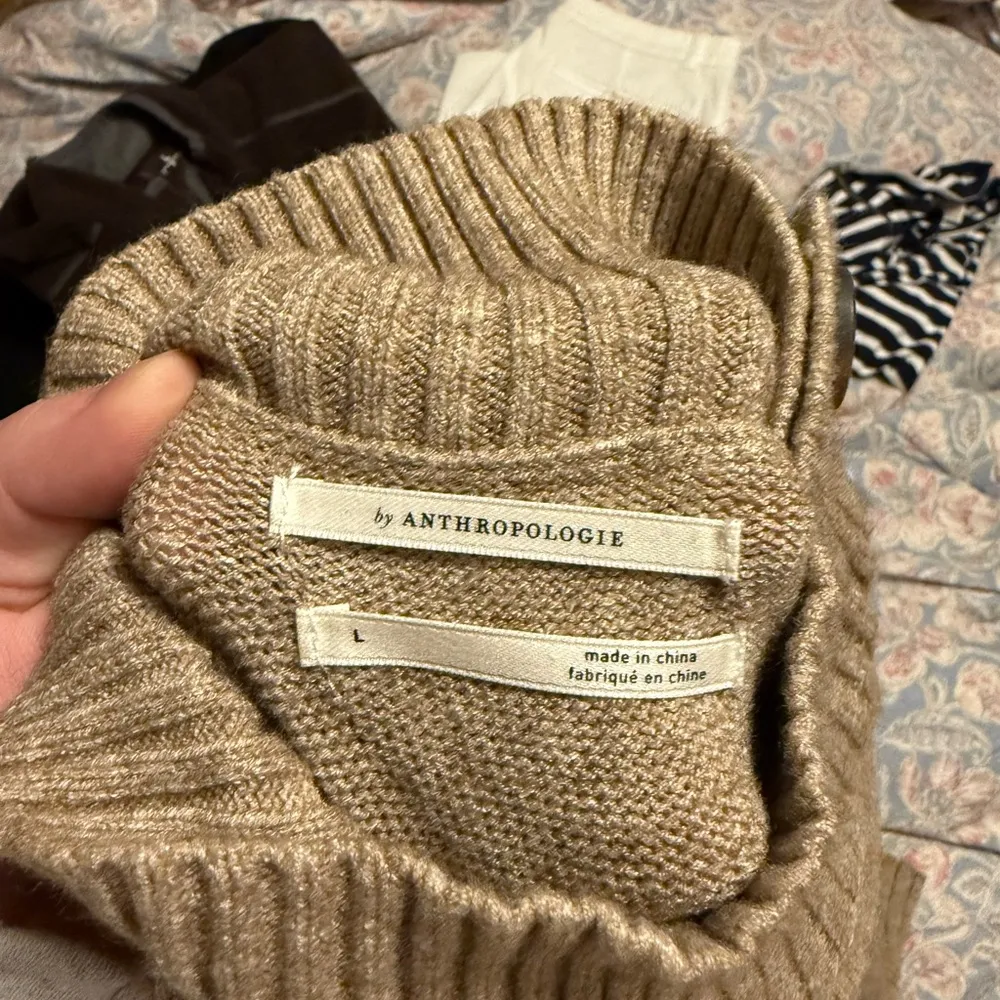 by ANTHROPOLOGIE
L
made in china
fabriqué en chine